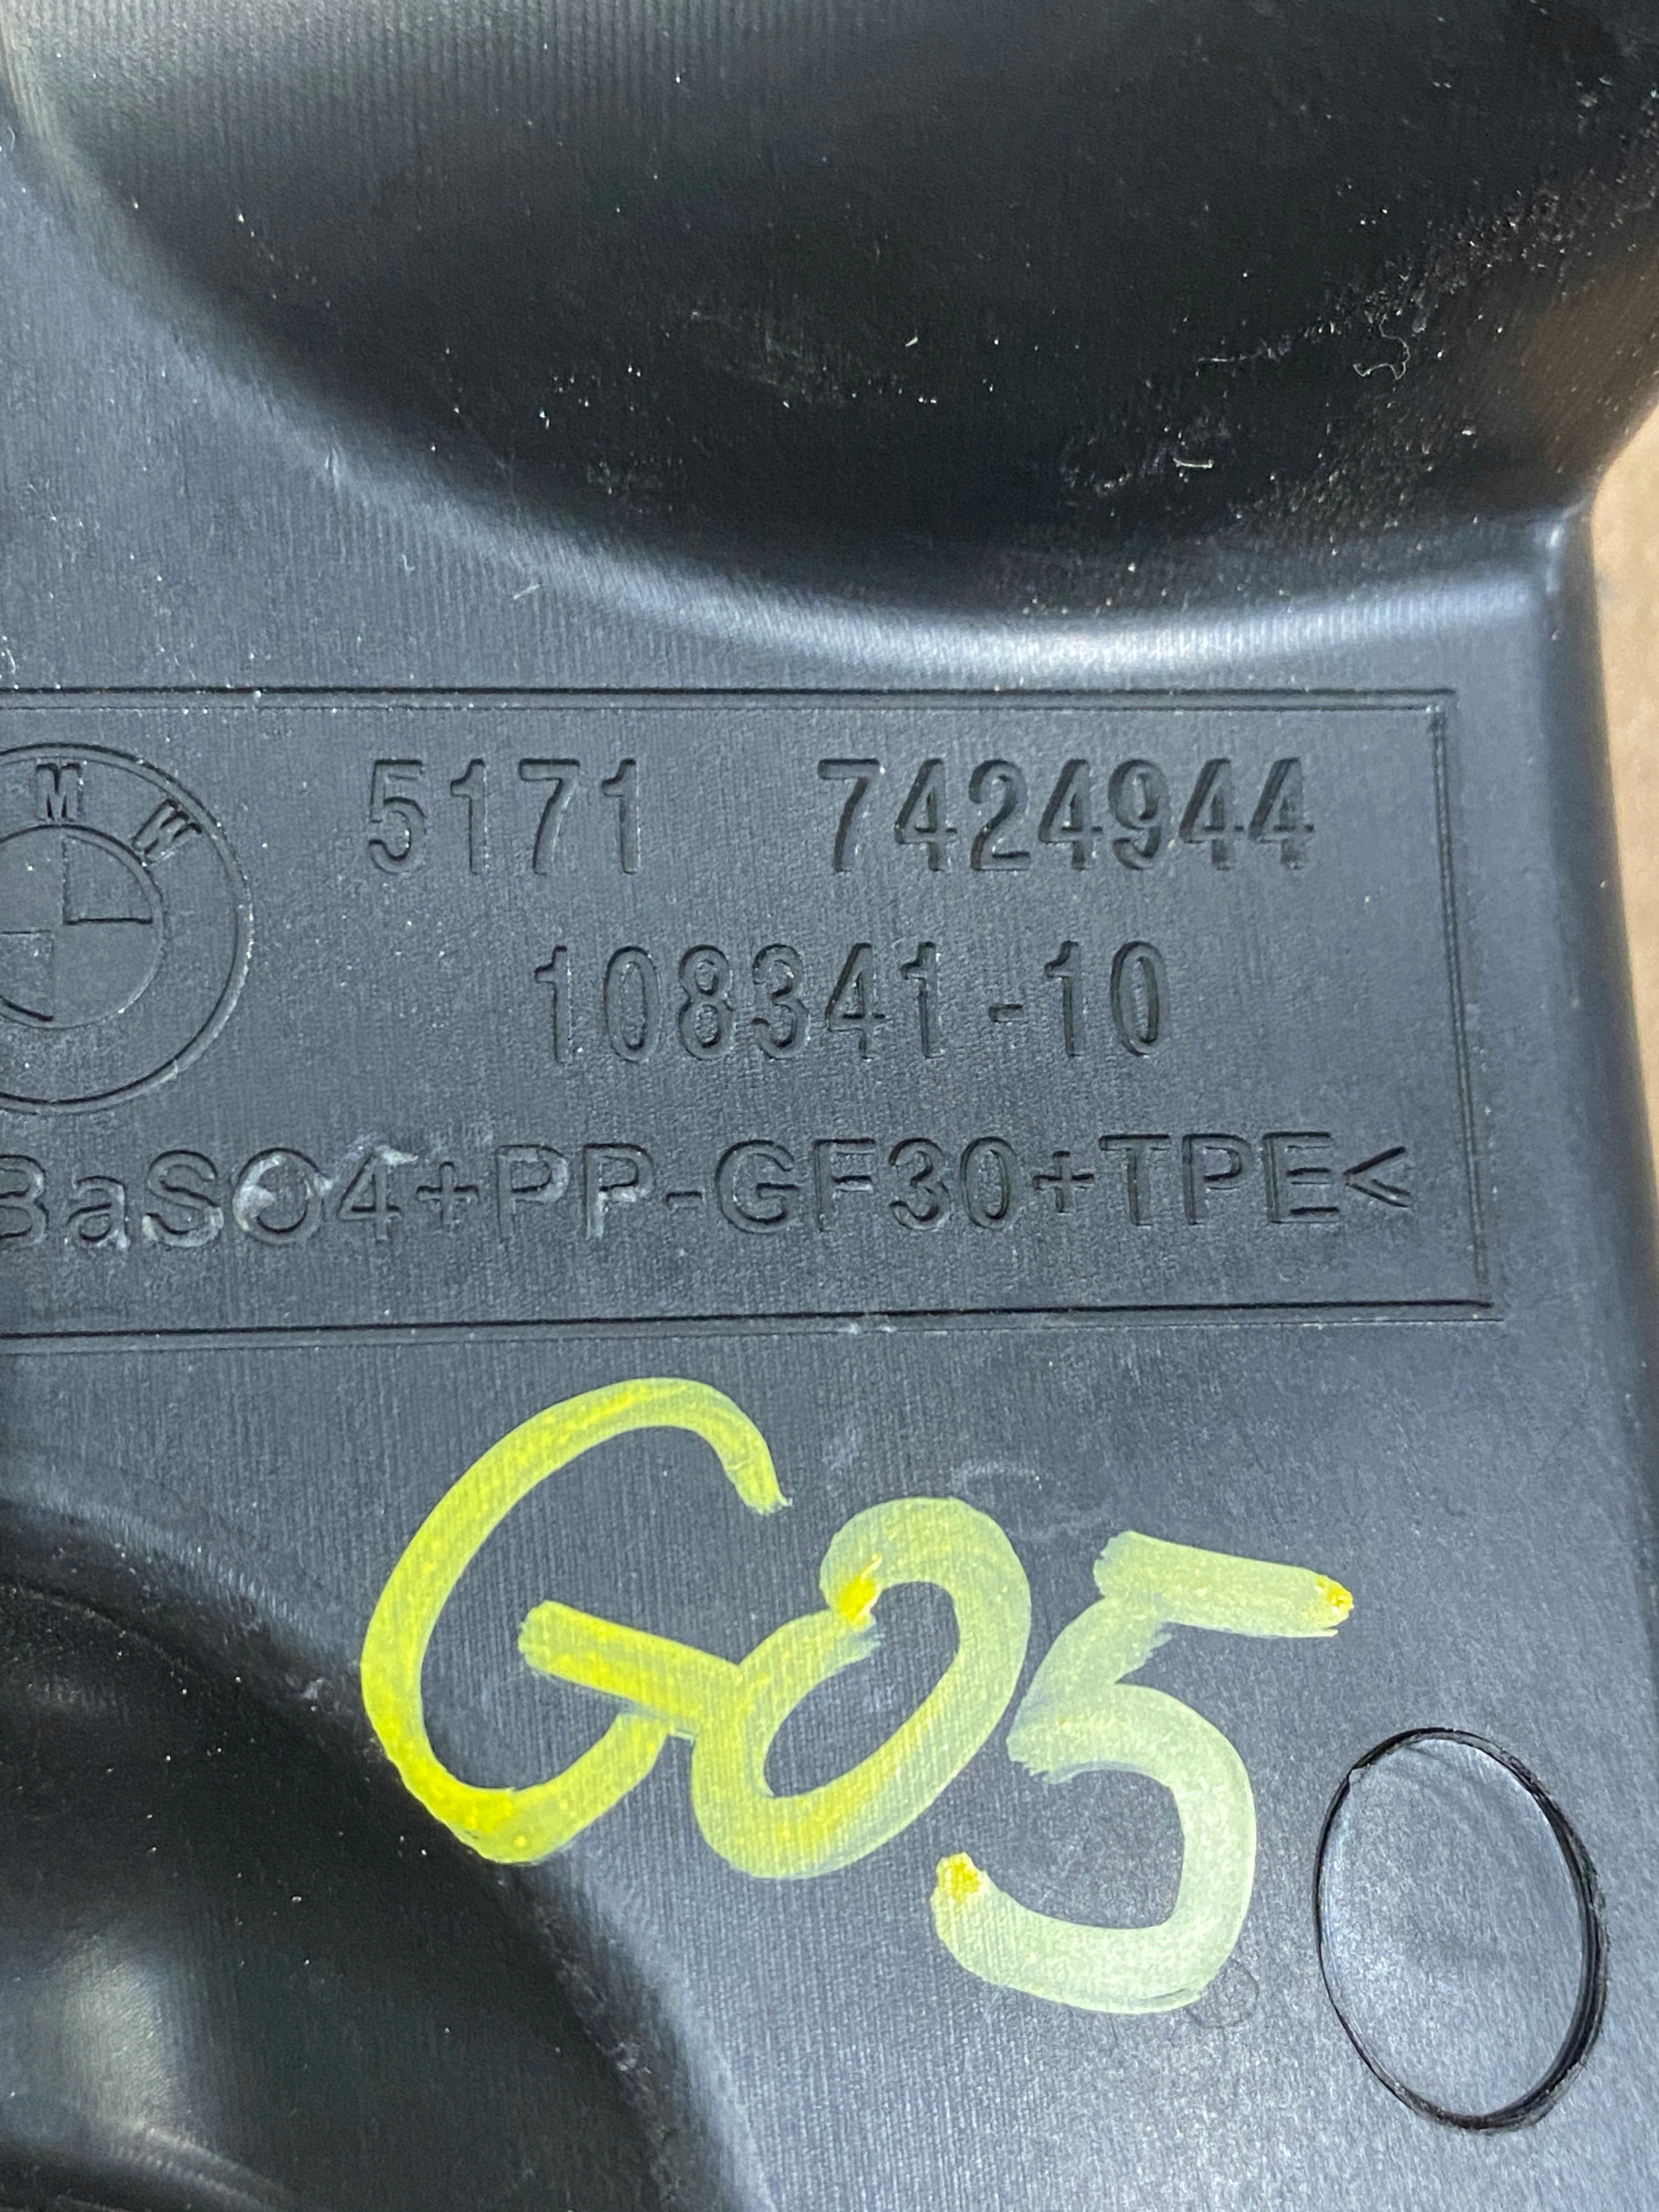 M W
5171 7424944
108341-10
BaSO4+PP-GF30+TPE<
G05